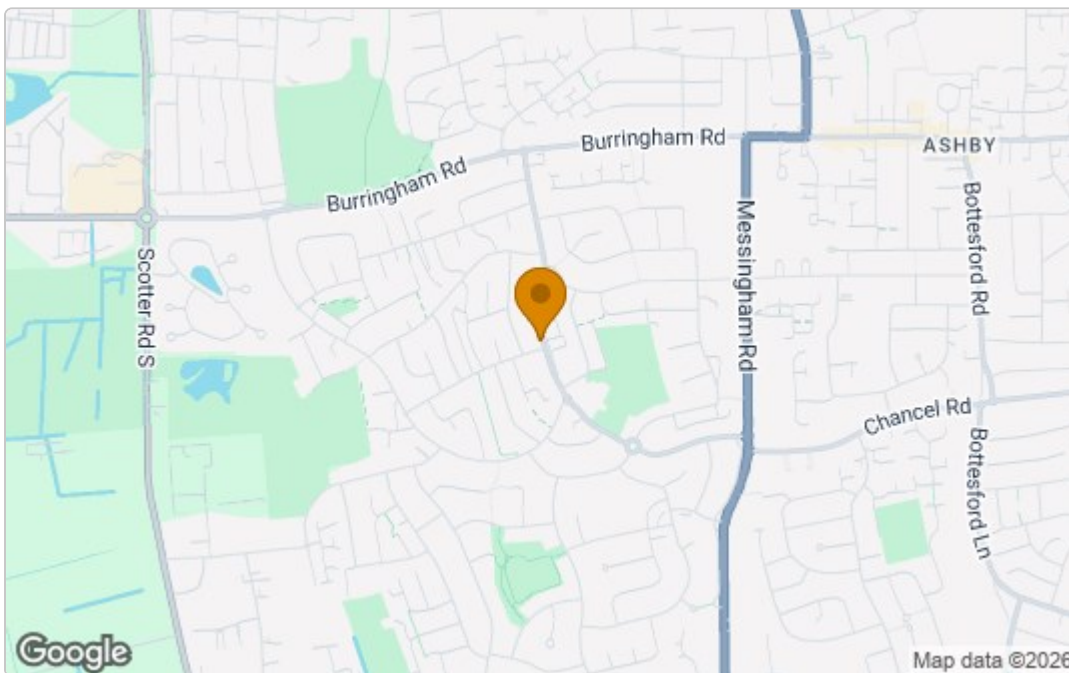 Burringham Rd
ASHBY
Burringham Rd
Bottesford Rd
Messingham Rd
Scotter Rd S
Chancel Rd
Bottesford Ln
Google
Map data ©2026